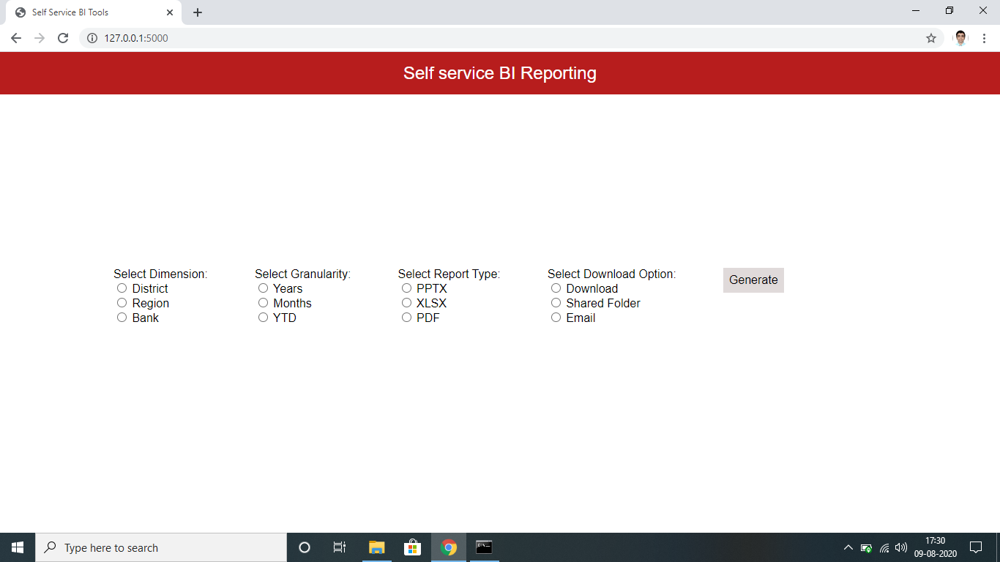 Self Service BI Tools
127.0.0.1:5000
Self service BI Reporting
Select Dimension:
District
Region
Bank
Select Granularity:
Years
Months
YTD
Select Report Type:
PPTX
XLSX
PDF
Select Download Option:
Download
Shared Folder
Email
Generate
Type here to search
17:30
09-08-2020